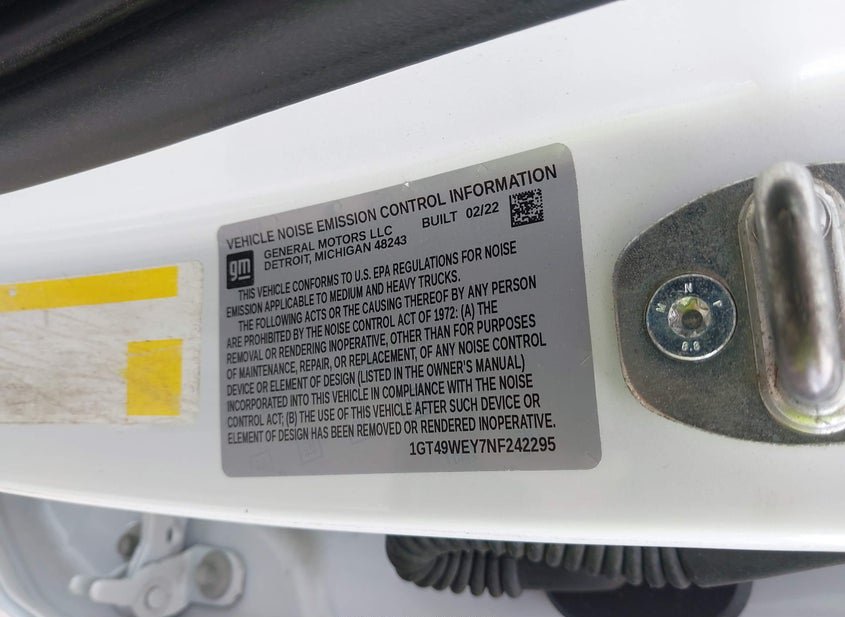 VEHICLE NOISE EMISSION CONTROL INFORMATION
gm
GENERAL MOTORS LLC
DETROIT, MICHIGAN 48243
BUILT 02/22
THIS VEHICLE CONFORMS TO U.S. EPA REGULATIONS FOR NOISE
EMISSION APPLICABLE TO MEDIUM AND HEAVY TRUCKS.
THE FOLLOWING ACTS OR THE CAUSING THEREOF BY ANY PERSON
ARE PROHIBITED BY THE NOISE CONTROL ACT OF 1972: (A) THE
REMOVAL OR RENDERING INOPERATIVE, OTHER THAN FOR PURPOSES
OF MAINTENANCE, REPAIR, OR REPLACEMENT, OF ANY NOISE CONTROL
DEVICE OR ELEMENT OF DESIGN (LISTED IN THE OWNER'S MANUAL)
INCORPORATED INTO THIS VEHICLE IN COMPLIANCE WITH THE NOISE
CONTROL ACT; (B) THE USE OF THIS VEHICLE AFTER SUCH DEVICE OR
ELEMENT OF DESIGN HAS BEEN REMOVED OR RENDERED INOPERATIVE.
1GT49WEY7NF242295